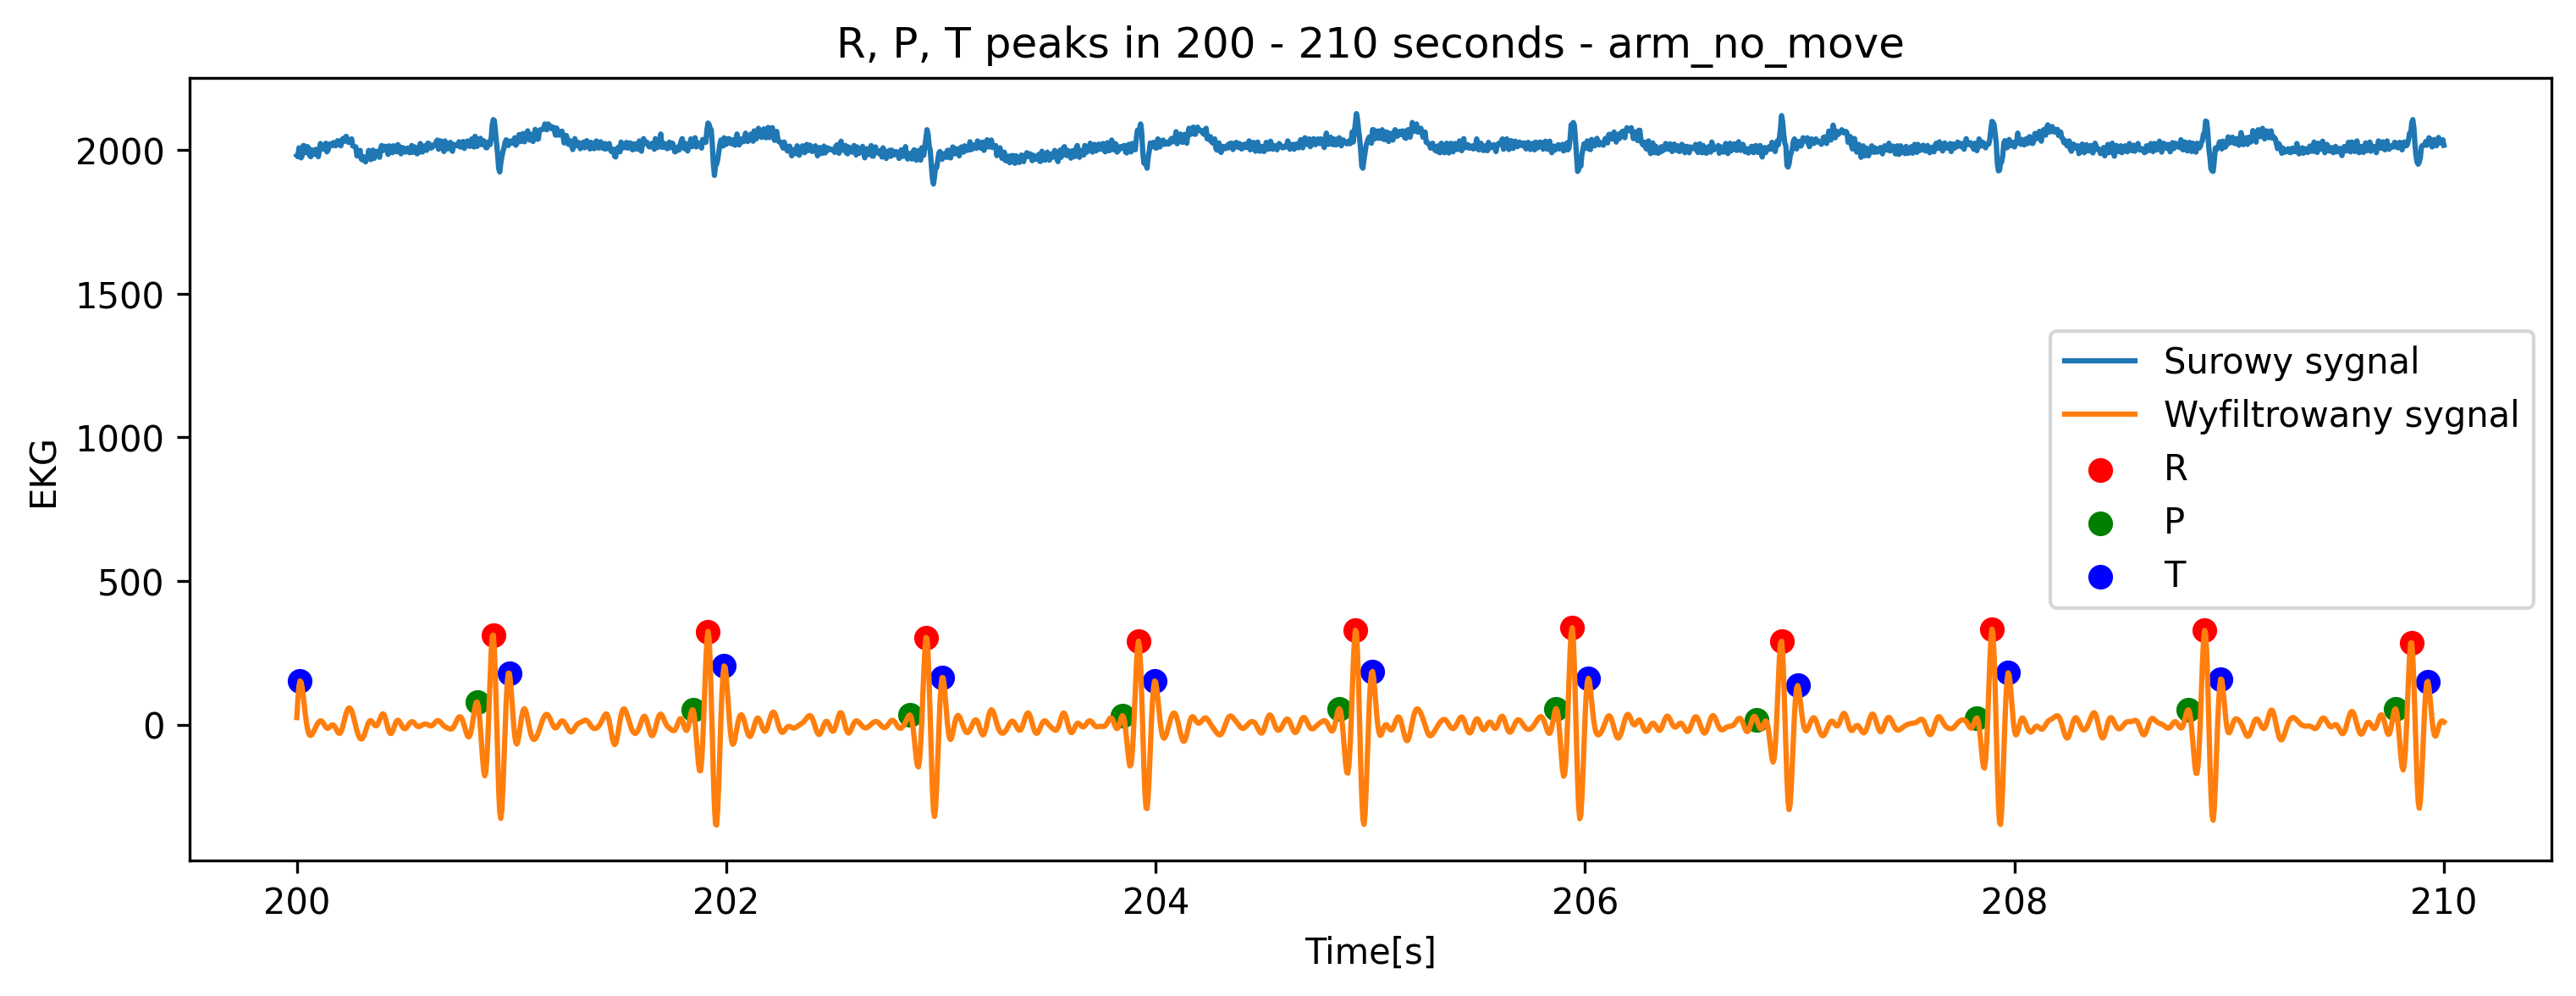 R, P, T peaks in 200 - 210 seconds - arm_no_move
EKG
2000
1500
1000
500
0
Surowy sygnal
Wyfiltrowany sygnal
R
P
T
200 202 204 206 208 210
Time[s]